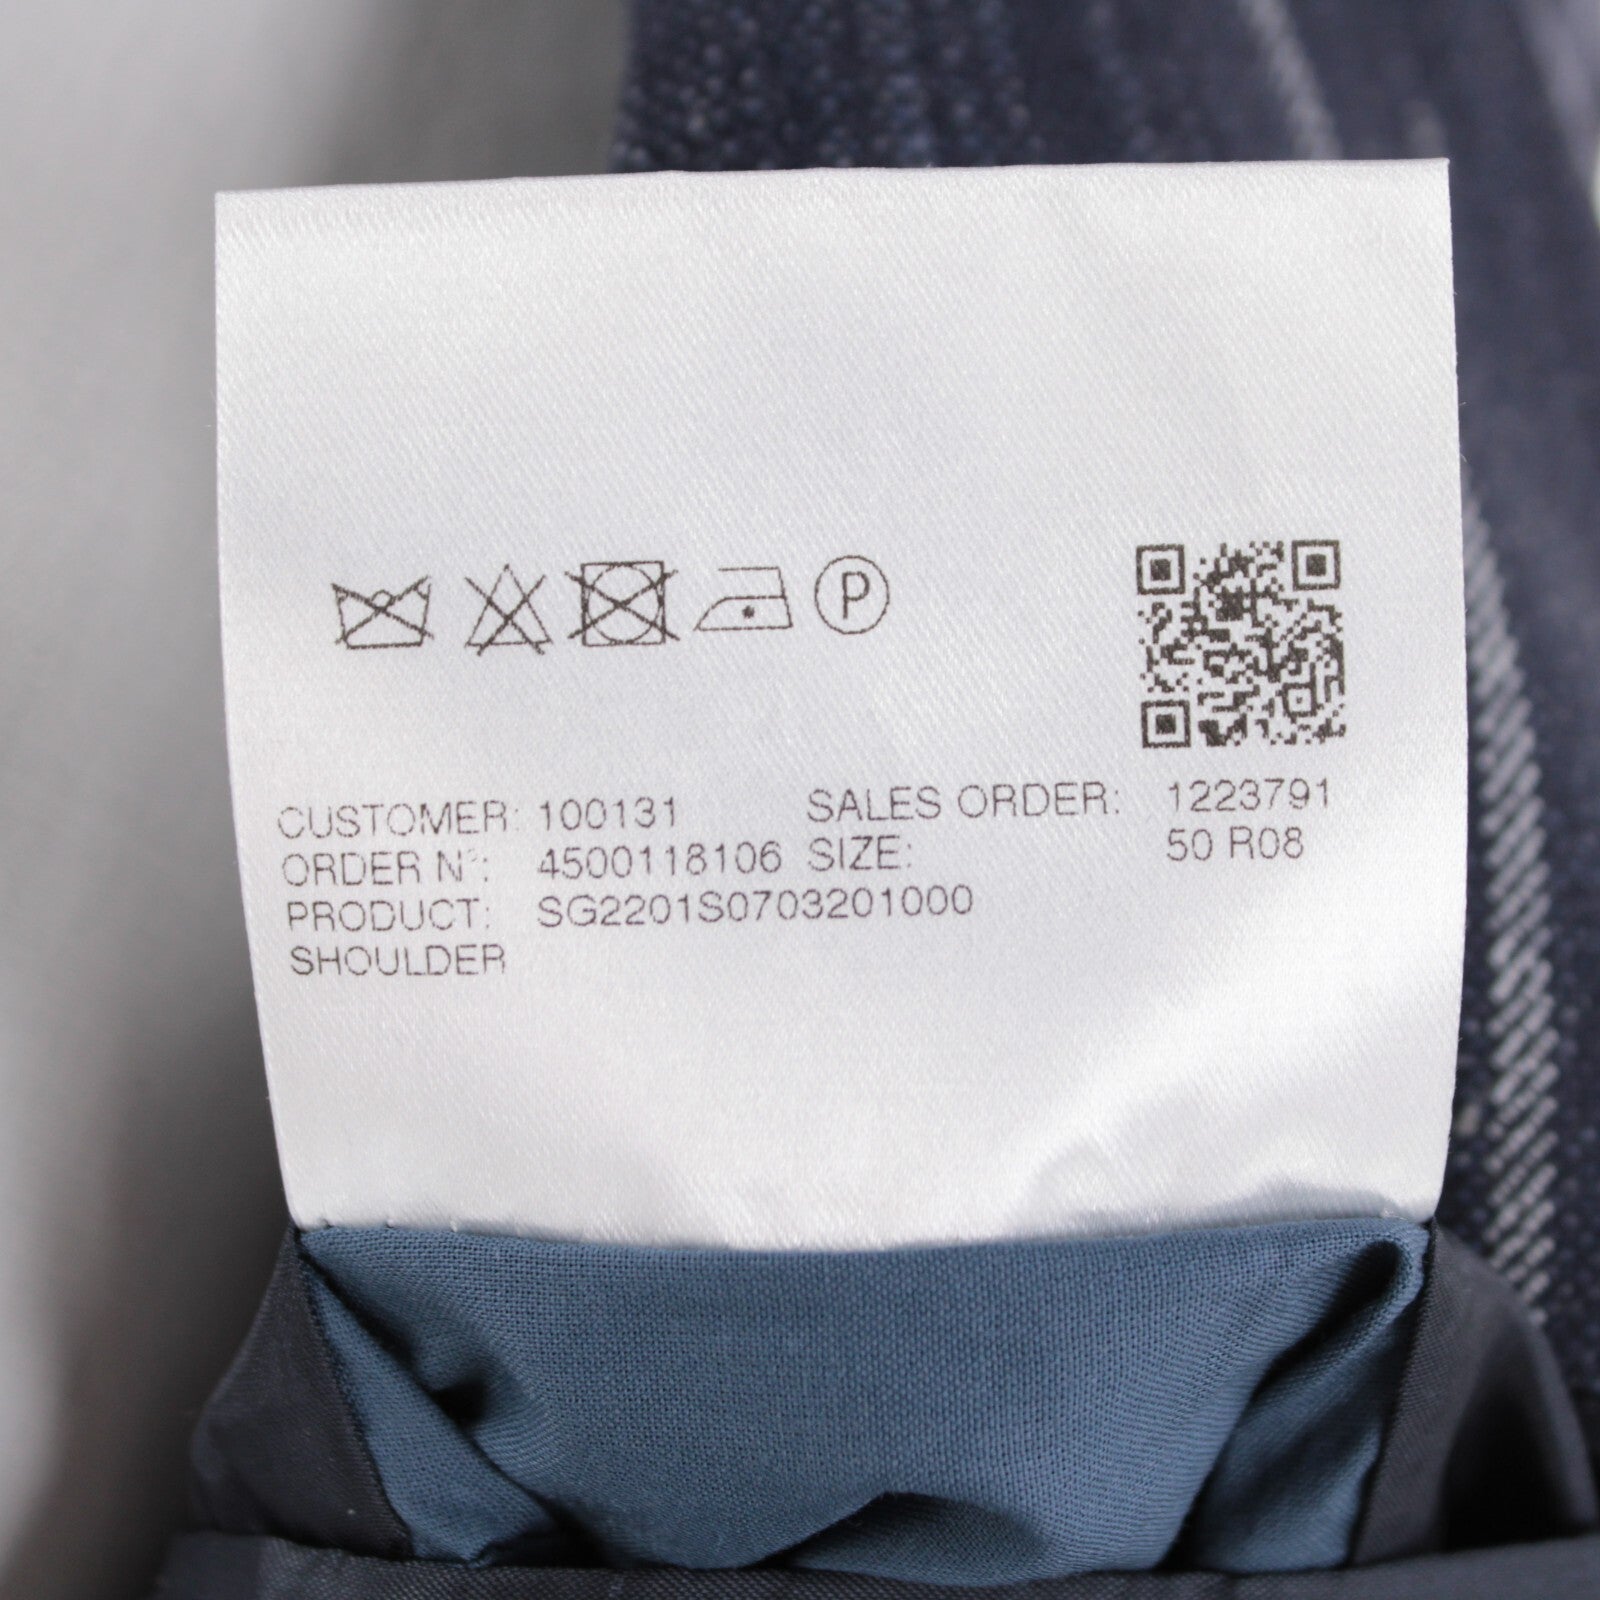 P
CUSTOMER: 100131 SALES ORDER: 1223791
ORDER N°: 4500118106 SIZE: 50 R08
PRODUCT: SG2201S0703201000
SHOULDER